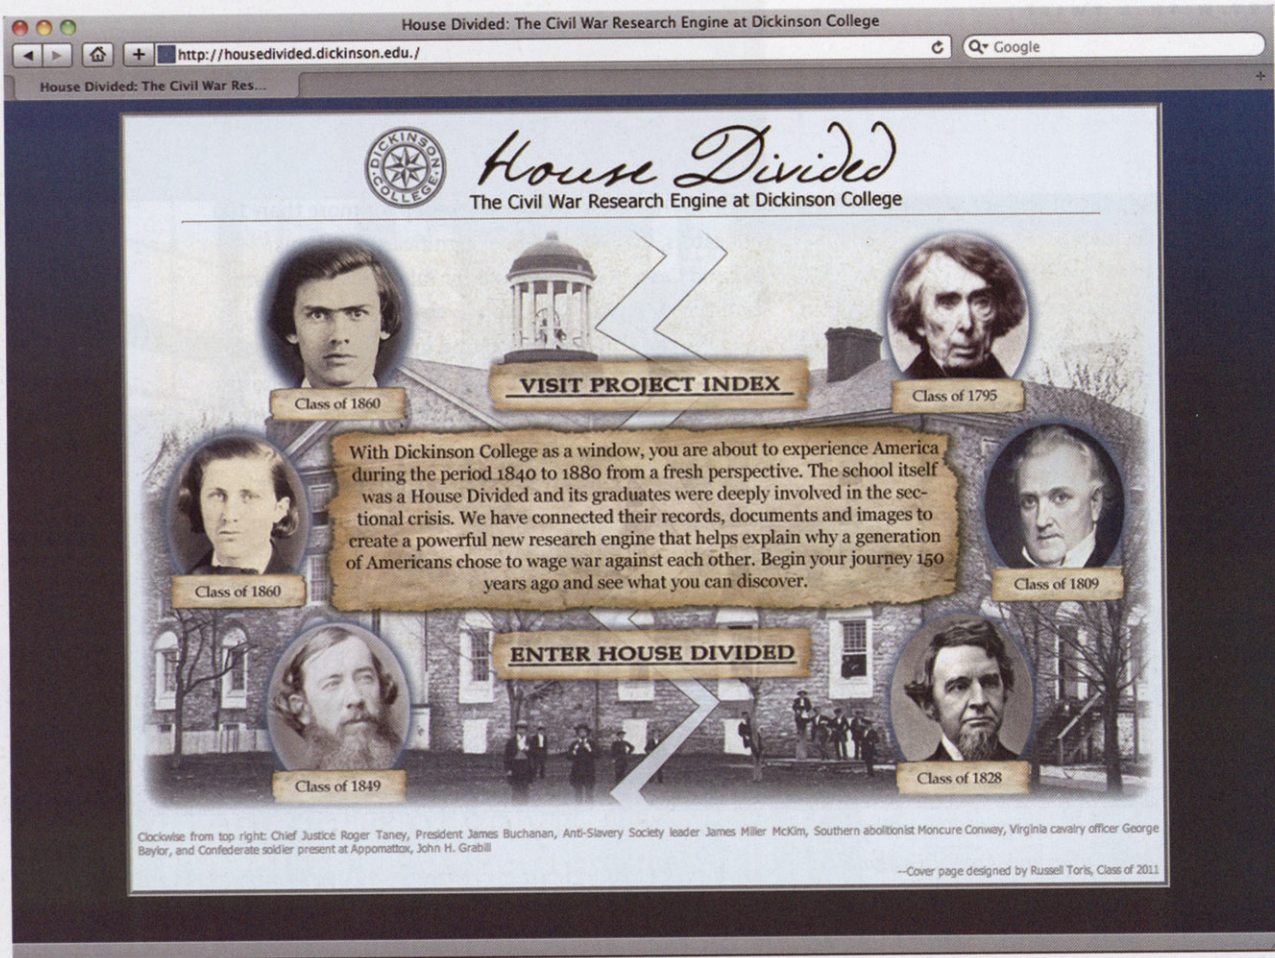 House Divided: The Civil War Research Engine at Dickinson College
http://housedivided.dickinson.edu./
Google
House Divided: The Civil War Res...
DICKINSON COLLEGE
House Divided
The Civil War Research Engine at Dickinson College
VISIT PROJECT INDEX
Class of 1860
Class of 1795
With Dickinson College as a window, you are about to experience America
during the period 1840 to 1880 from a fresh perspective. The school itself
was a House Divided and its graduates were deeply involved in the sec-
tional crisis. We have connected their records, documents and images to
create a powerful new research engine that helps explain why a generation
of Americans chose to wage war against each other. Begin your journey 150
years ago and see what you can discover.
Class of 1860
Class of 1809
ENTER HOUSE DIVIDED
Class of 1849
Class of 1828
Clockwise from top right: Chief Justice Roger Taney, President James Buchanan, Anti-Slavery Society leader James Miller McKim, Southern abolitionist Moncure Conway, Virginia cavalry officer George
Baylor, and Confederate soldier present at Appomattox, John H. Grabill
--Cover page designed by Russell Toris, Class of 2011